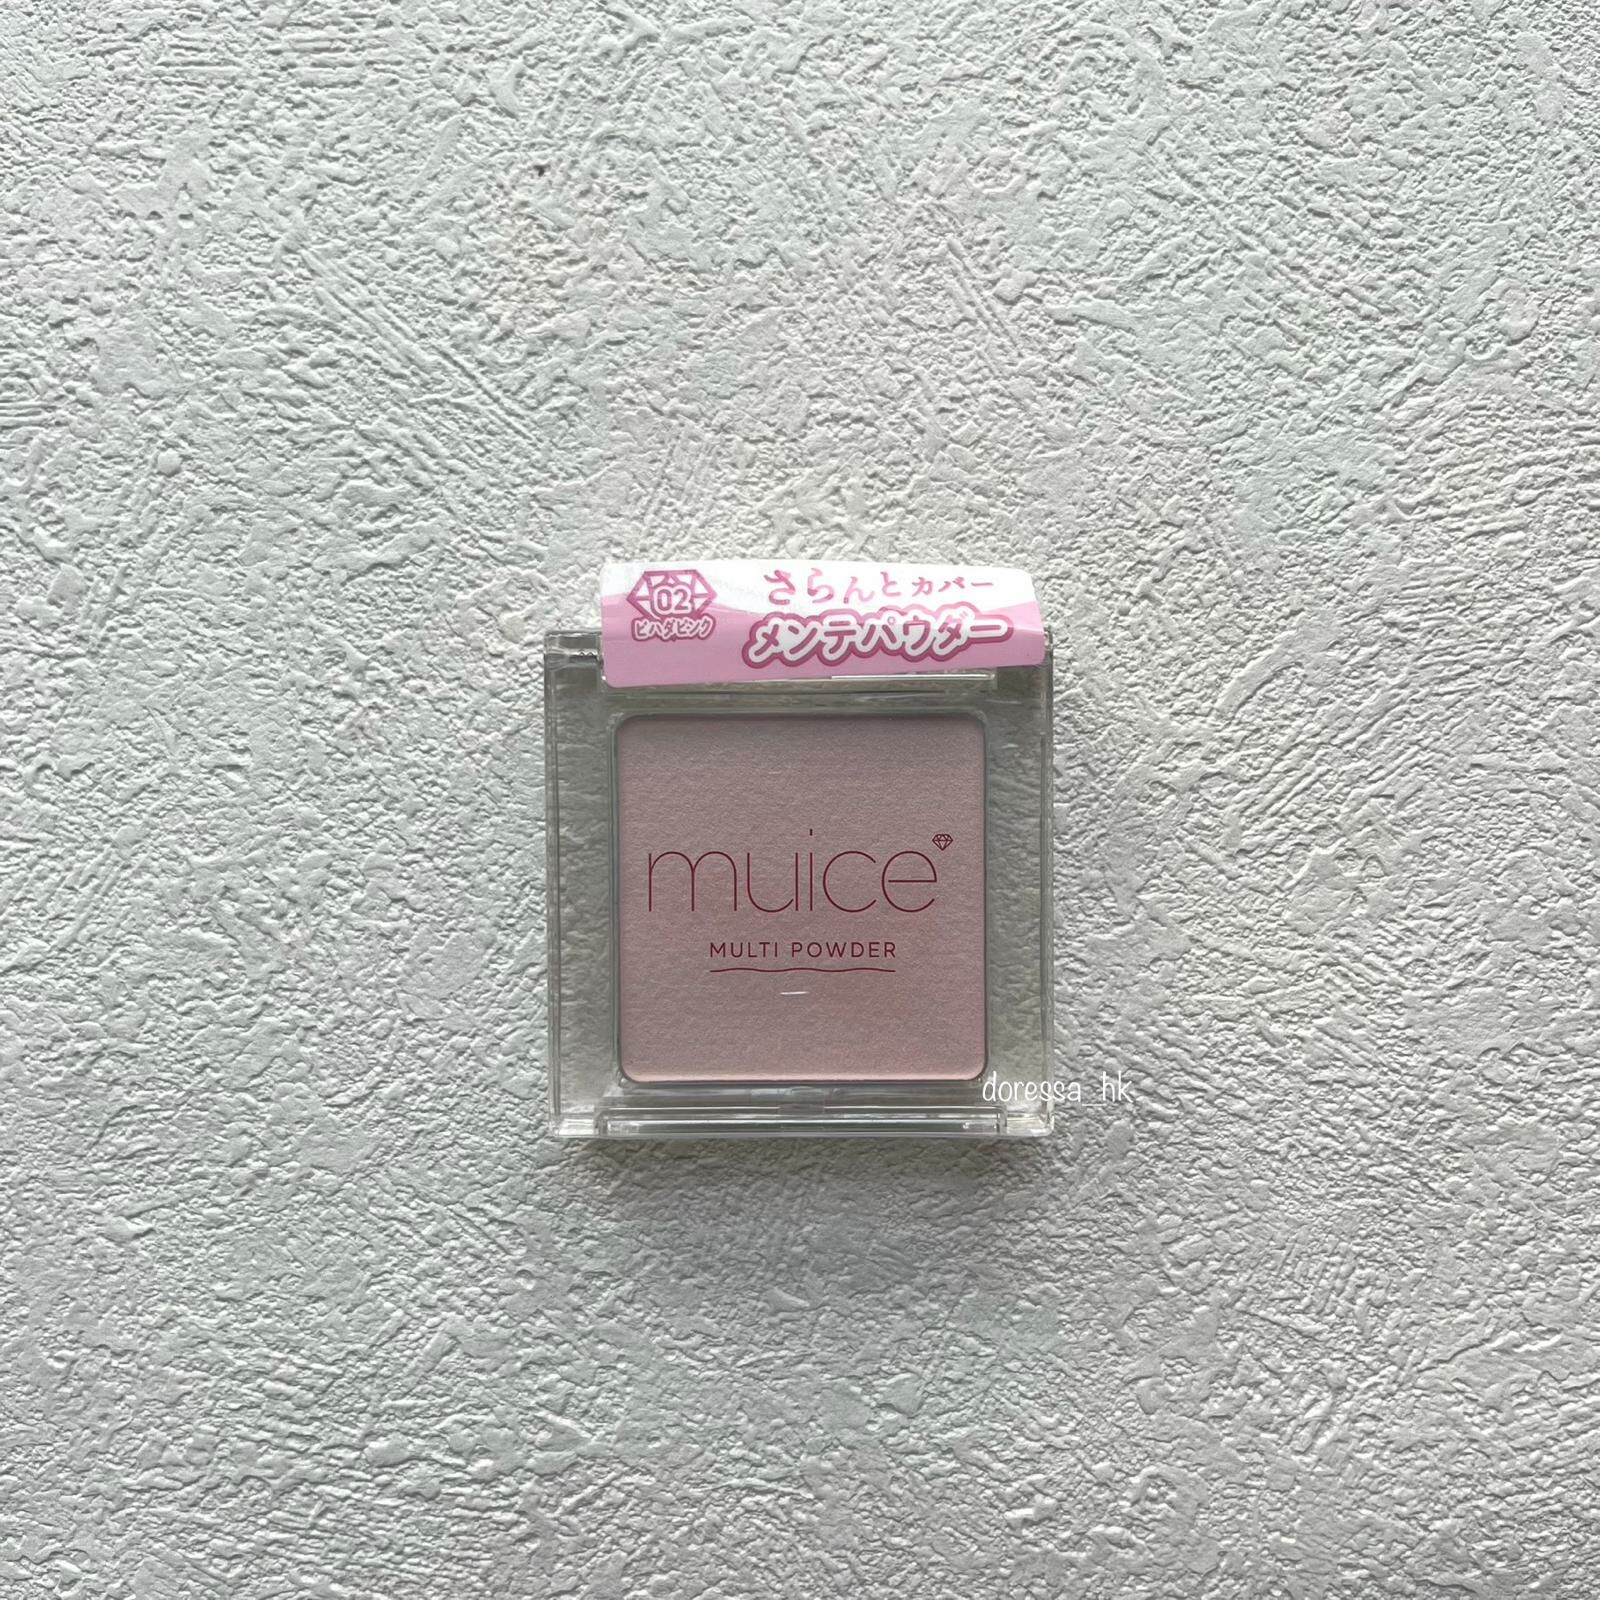 02
ビハダピンク
さらんとカバー
メンテパウダー
muice
MULTI POWDER
doressa_hk